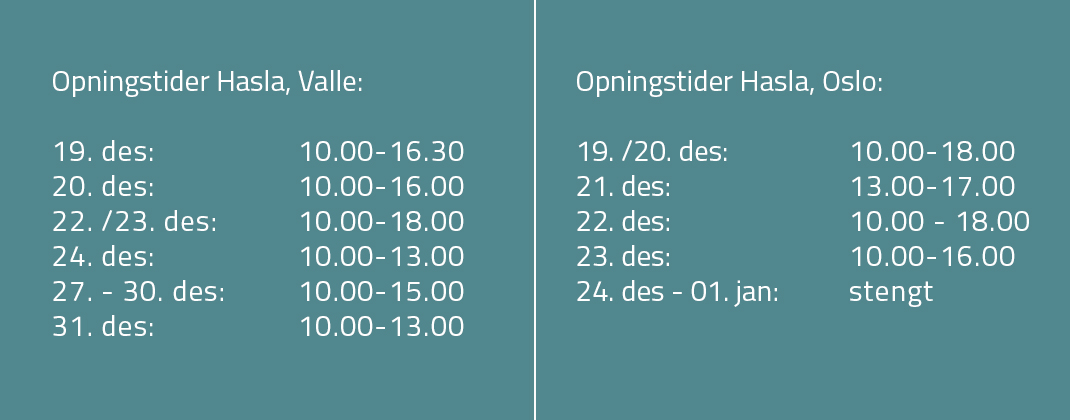 Opningstider Hasla, Valle:
19. des: 10.00-16.30
20. des: 10.00-16.00
22. /23. des: 10.00-18.00
24. des: 10.00-13.00
27. - 30. des: 10.00-15.00
31. des: 10.00-13.00
Opningstider Hasla, Oslo:
19. /20. des: 10.00-18.00
21. des: 13.00-17.00
22. des: 10.00 - 18.00
23. des: 10.00-16.00
24. des - 01. jan: stengt